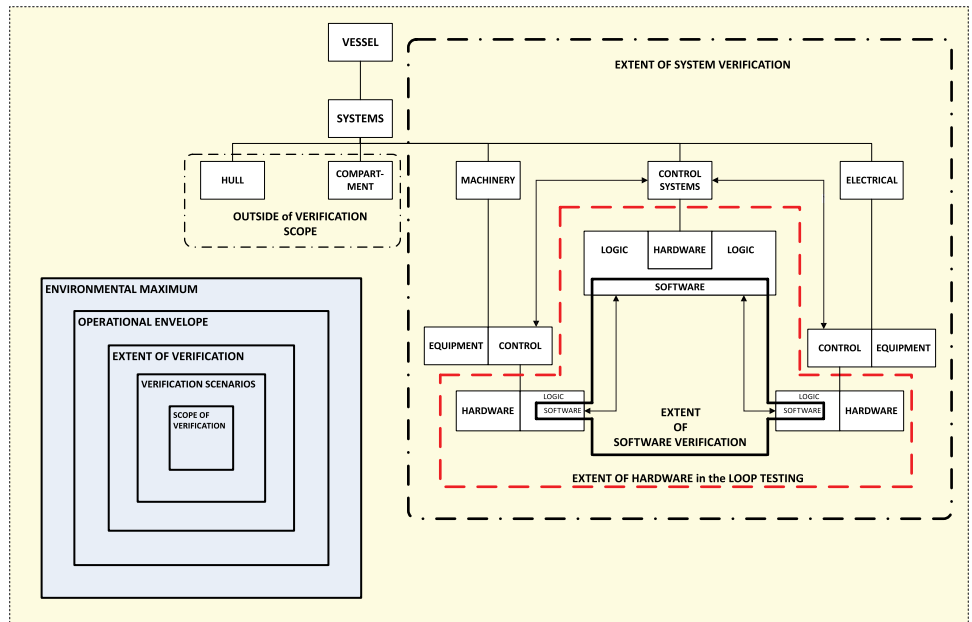 VESSEL
EXTENT OF SYSTEM VERIFICATION
SYSTEMS
HULL
COMPART-
MENT
MACHINERY
CONTROL
SYSTEMS
ELECTRICAL
OUTSIDE of VERIFICATION
SCOPE
LOGIC
HARDWARE
LOGIC
SOFTWARE
ENVIRONMENTAL MAXIMUM
OPERATIONAL ENVELOPE
EXTENT OF VERIFICATION
VERIFICATION SCENARIOS
SCOPE OF
VERIFICATION
EQUIPMENT
CONTROL
CONTROL
EQUIPMENT
HARDWARE
LOGIC
SOFTWARE
LOGIC
SOFTWARE
HARDWARE
EXTENT
OF
SOFTWARE VERIFICATION
EXTENT OF HARDWARE in the LOOP TESTING